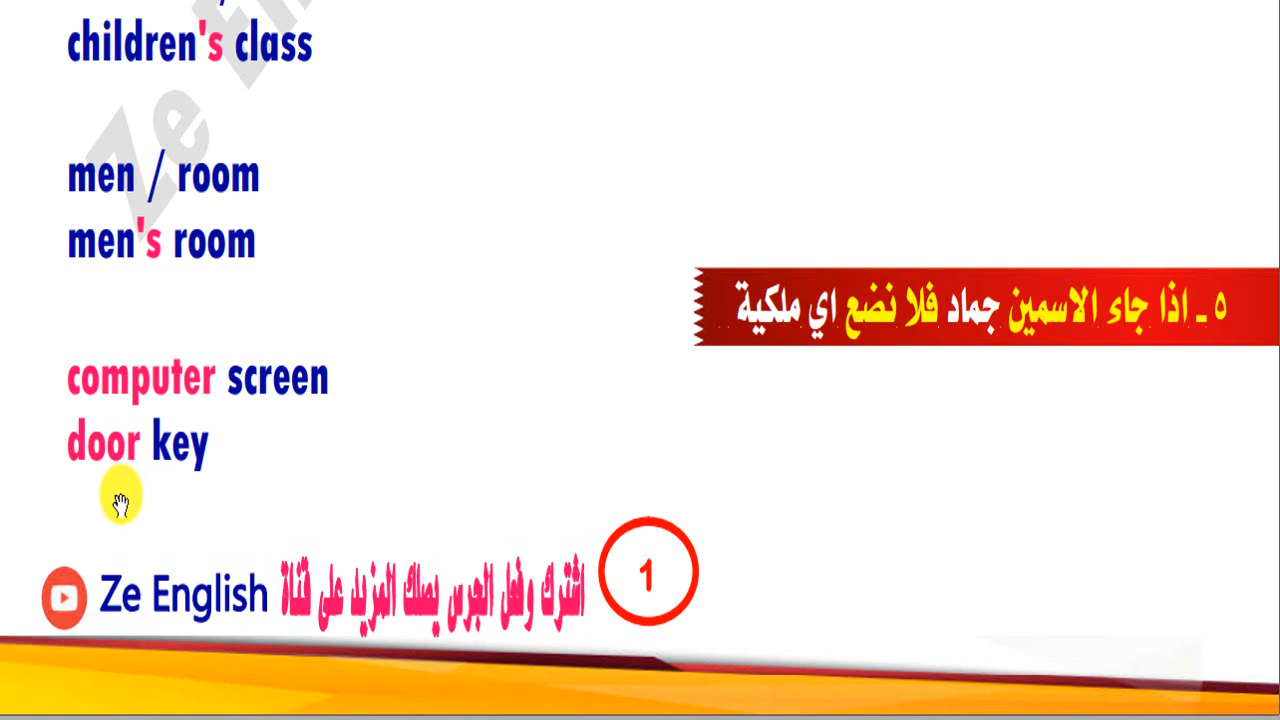 children's class
men / room
men's room
٥ ـ اذا جاء الاسمين جماد فلا نضع اي ملكية
computer screen
door key
Ze English اشترك وفعل الجرس يصلك المزيد على قناة
1